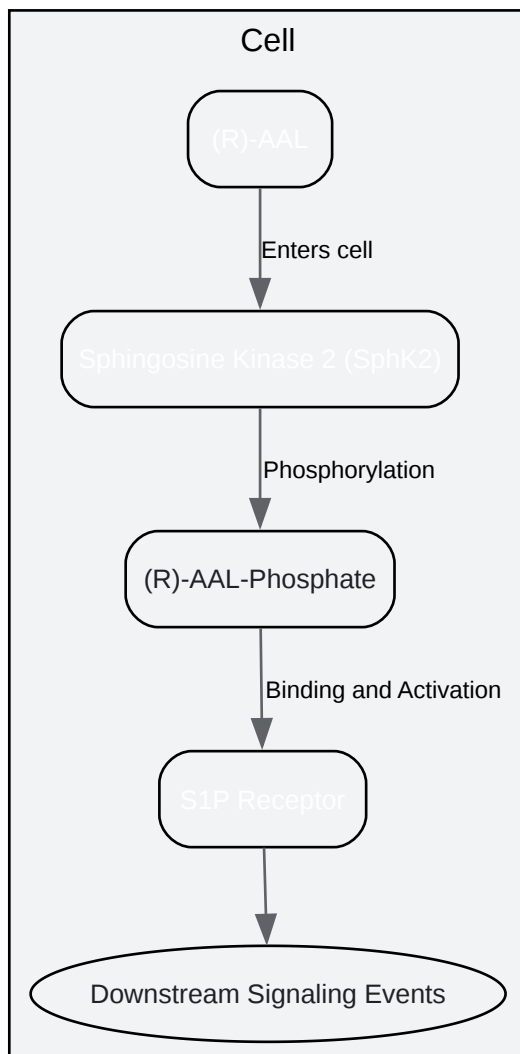 Cell
(R)-AAL
Enters cell
Sphingosine Kinase 2 (SphK2)
Phosphorylation
(R)-AAL-Phosphate
Binding and Activation
S1P Receptor
Downstream Signaling Events